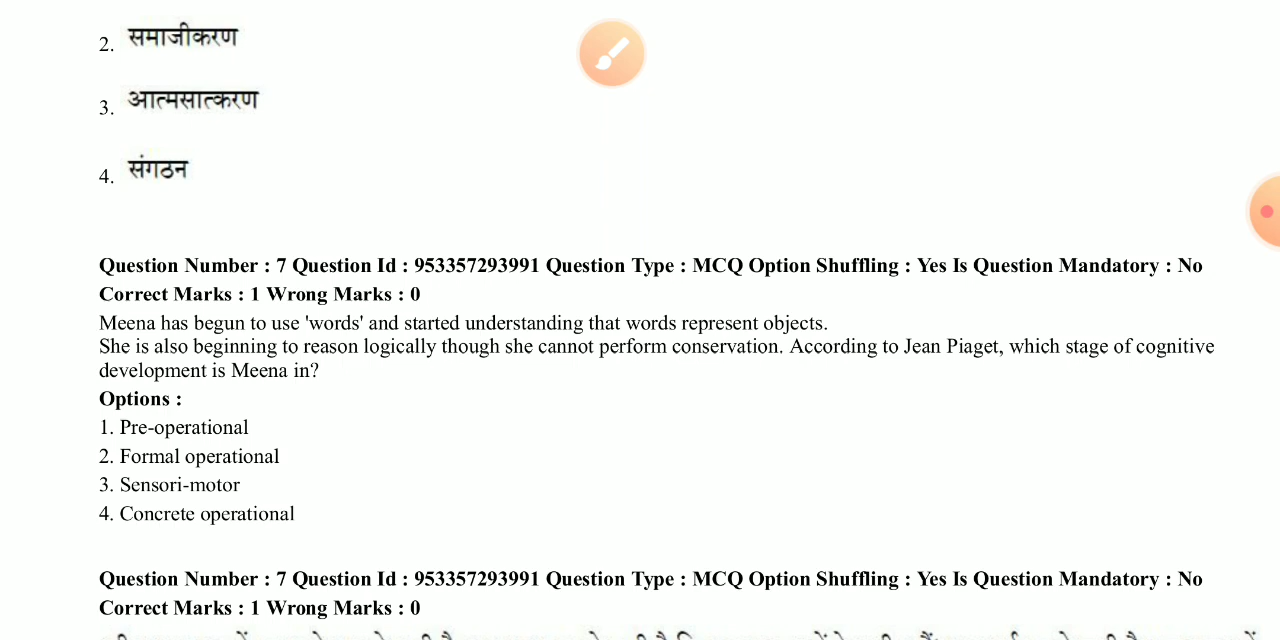 2. समाजीकरण
3. आत्मसात्करण
4. संगठन
Question Number : 7 Question Id : 953357293991 Question Type : MCQ Option Shuffling : Yes Is Question Mandatory : No
Correct Marks : 1 Wrong Marks : 0
Meena has begun to use 'words' and started understanding that words represent objects.
She is also beginning to reason logically though she cannot perform conservation. According to Jean Piaget, which stage of cognitive
development is Meena in?
Options :
1. Pre-operational
2. Formal operational
3. Sensori-motor
4. Concrete operational
Question Number : 7 Question Id : 953357293991 Question Type : MCQ Option Shuffling : Yes Is Question Mandatory : No
Correct Marks : 1 Wrong Marks : 0